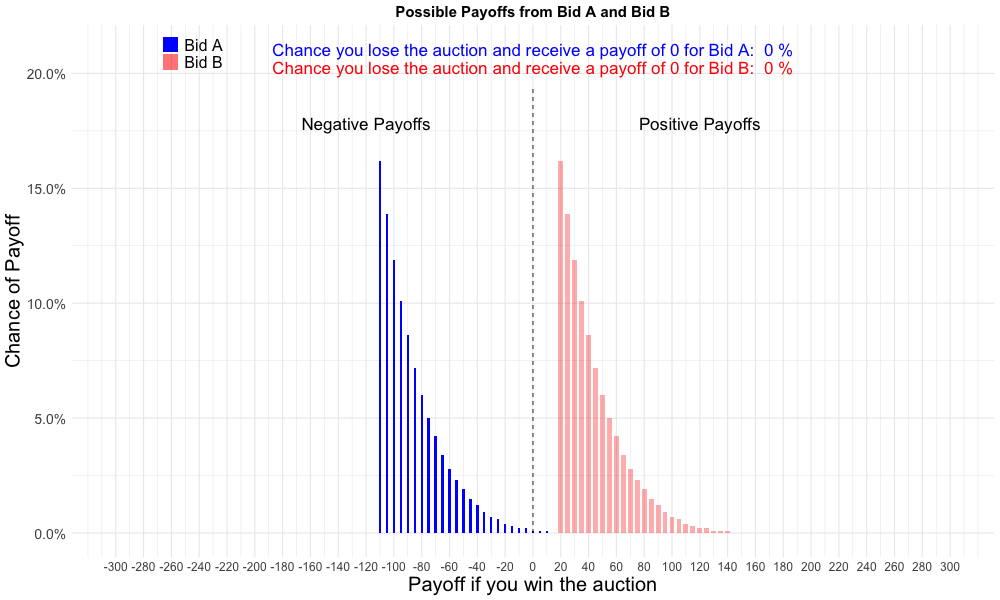 Possible Payoffs from Bid A and Bid B
Bid A
Bid B
Chance you lose the auction and receive a payoff of 0 for Bid A:  0 %
Chance you lose the auction and receive a payoff of 0 for Bid B:  0 %
Negative Payoffs
Positive Payoffs
Chance of Payoff
20.0%
15.0%
10.0%
5.0%
0.0%
-300 -280 -260 -240 -220 -200 -180 -160 -140 -120 -100 -80 -60 -40 -20 0 20 40 60 80 100 120 140 160 180 200 220 240 260 280 300
Payoff if you win the auction